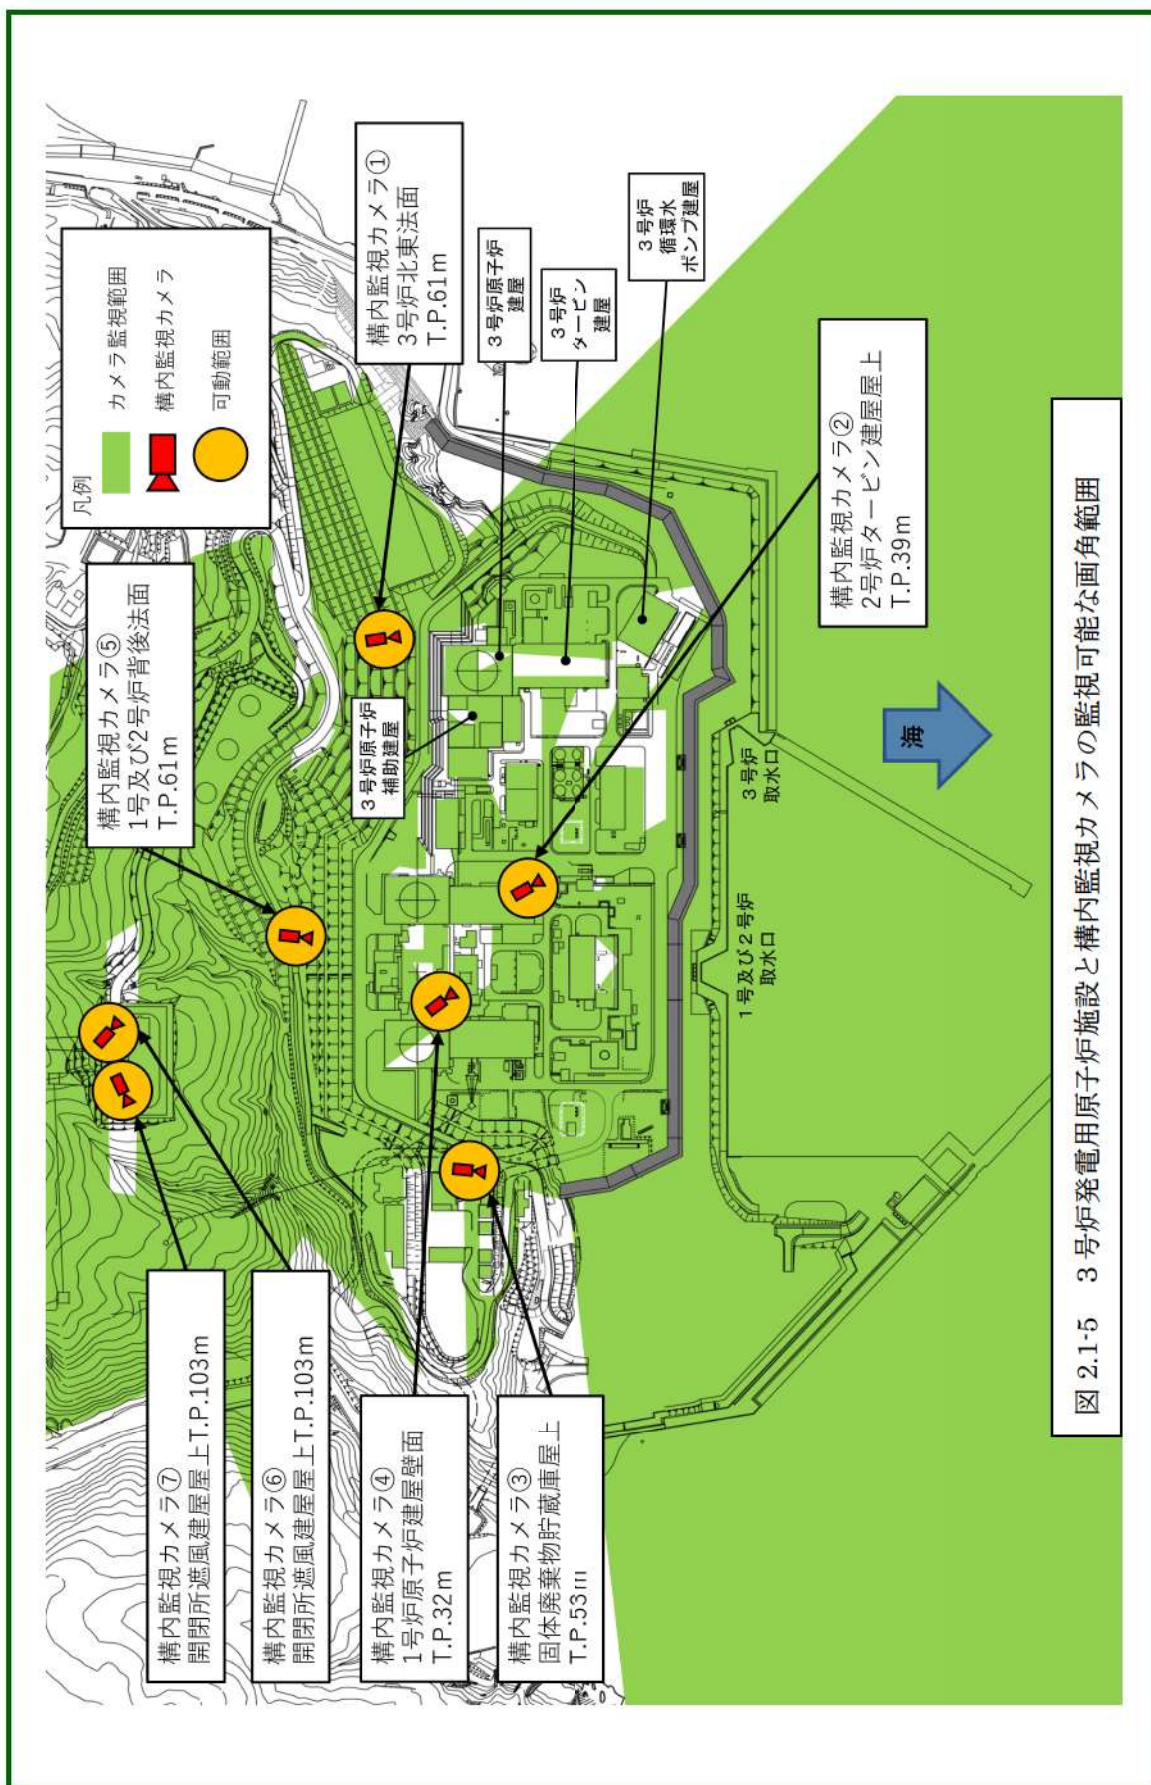 凡例
カメラ監視範囲
構内監視カメラ
可動範囲
構内監視カメラ⑦
開閉所遮風建屋屋上T.P.103m
構内監視カメラ⑥
開閉所遮風建屋屋上T.P.103m
構内監視カメラ⑤
1号及び2号炉背後法面
T.P.61m
構内監視カメラ①
3号炉北東法面
T.P.61m
構内監視カメラ④
1号炉原子炉建屋壁面
T.P.32m
構内監視カメラ③
固体廃棄物貯蔵庫屋上
T.P.53m
3号炉原子炉
補助建屋
3号炉原子炉
建屋
3号炉
タービン
建屋
3号炉
循環水
ポンプ建屋
構内監視カメラ②
2号炉タービン建屋屋上
T.P.39m
1号及び2号炉
取水口
3号炉
取水口
海
図 2.1-5 3号炉発電用原子炉施設と構内監視カメラの監視可能な画角範囲